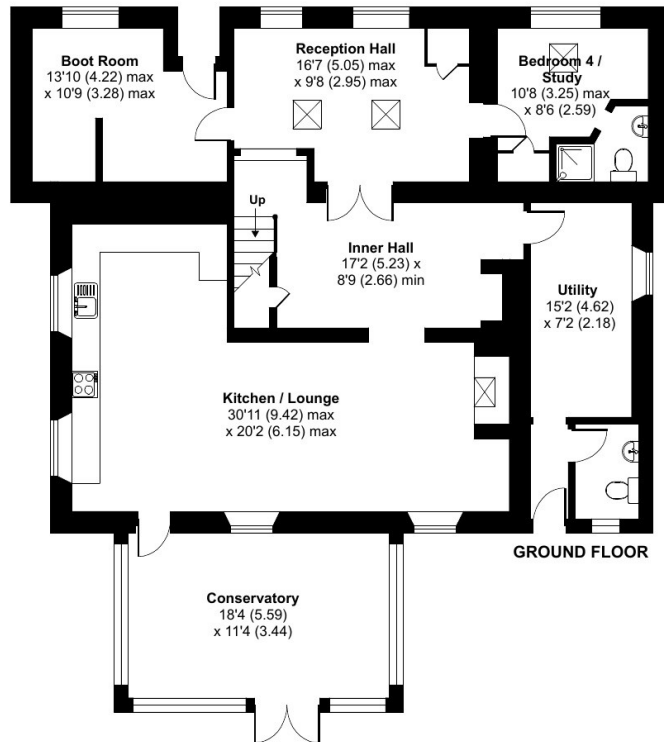 Boot Room
13'10 (4.22) max
x 10'9 (3.28) max
Reception Hall
16'7 (5.05) max
x 9'8 (2.95) max
Bedroom 4 /
Study
10'8 (3.25) max
x 8'6 (2.59)
Up
Inner Hall
17'2 (5.23) x
8'9 (2.66) min
Utility
15'2 (4.62)
x 7'2 (2.18)
Kitchen / Lounge
30'11 (9.42) max
x 20'2 (6.15) max
GROUND FLOOR
Conservatory
18'4 (5.59)
x 11'4 (3.44)